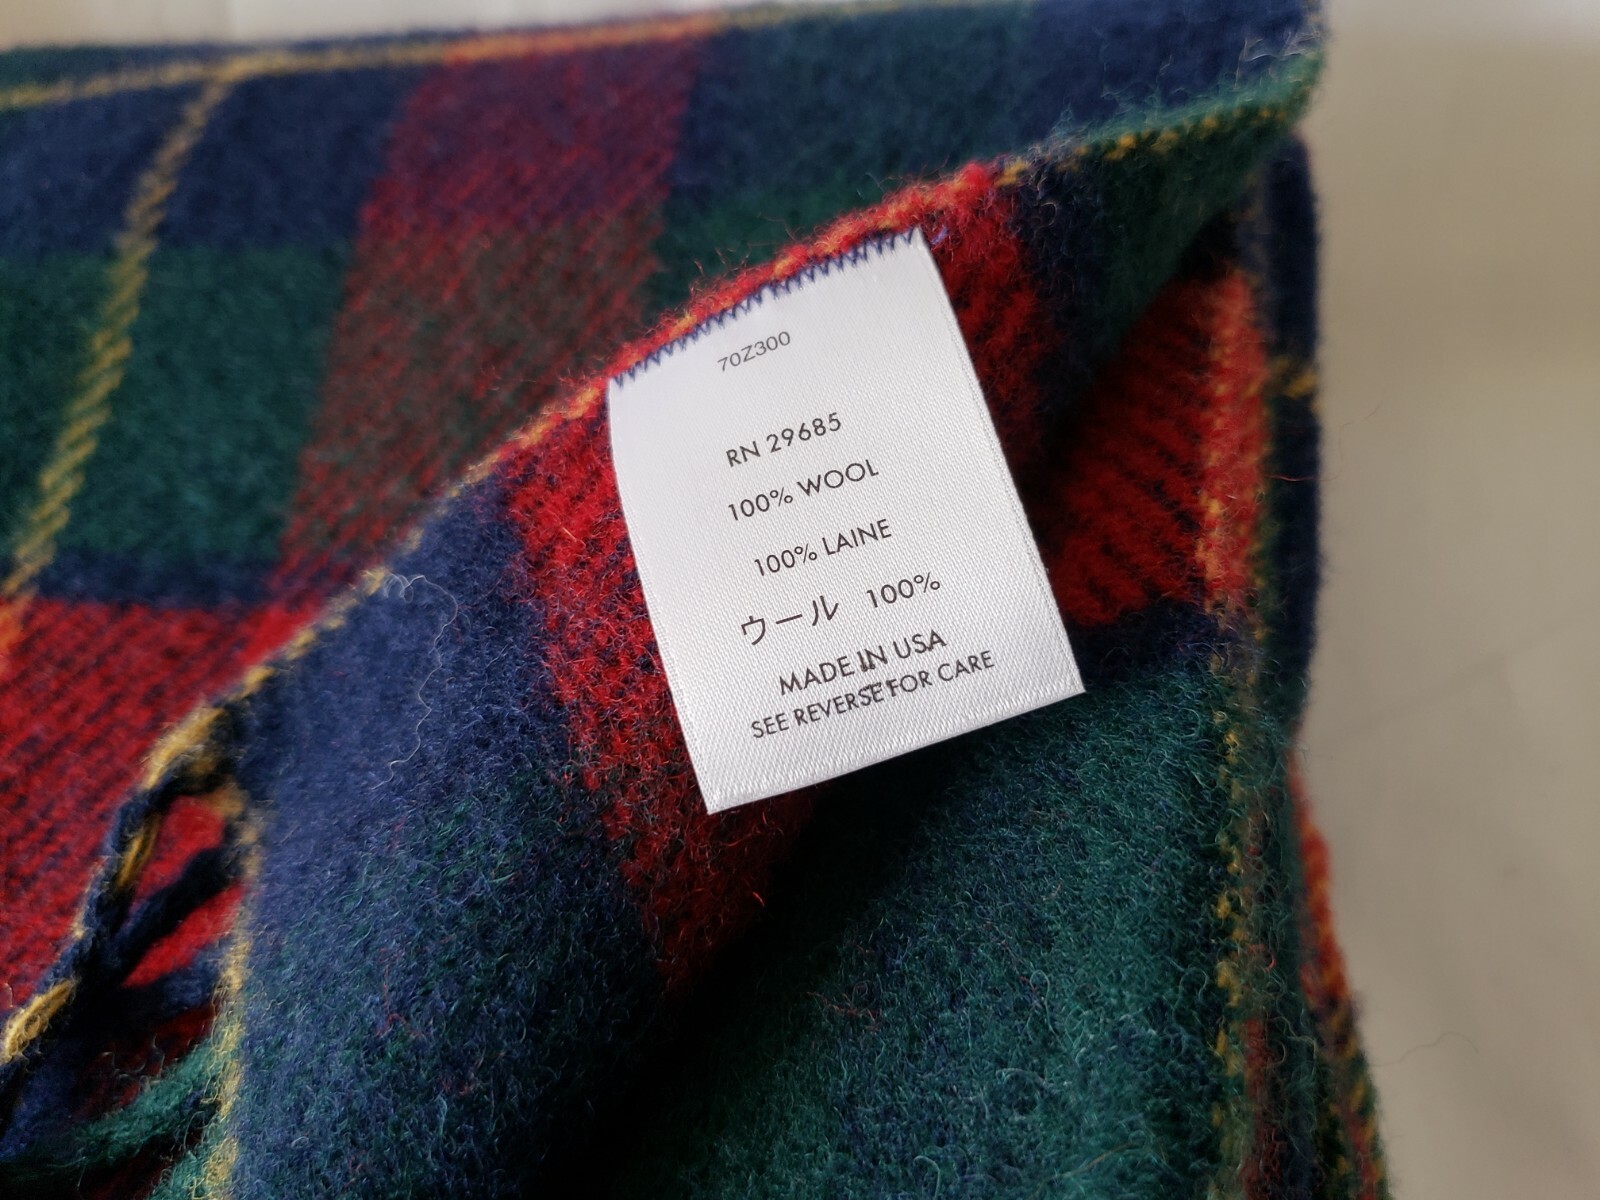 70Z300
RN 29685
100% WOOL
100% LAINE
ウール 100%
MADE IN USA
SEE REVERSE FOR CARE